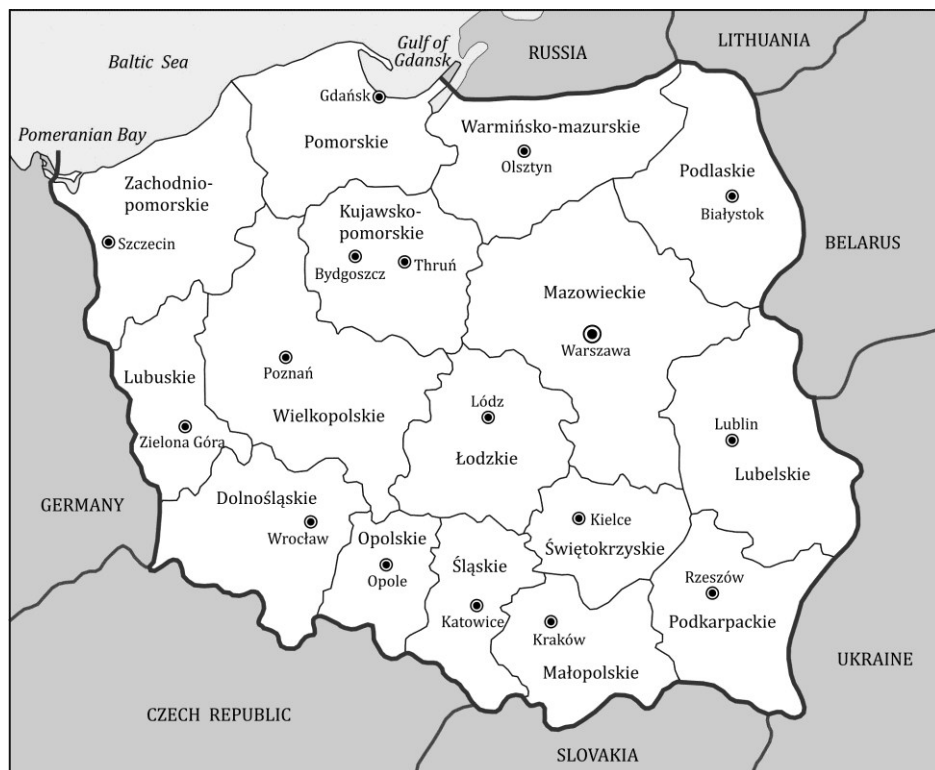 Baltic Sea
Gulf of
Gdansk
RUSSIA
LITHUANIA
Gdańsk
Pomeranian Bay
Pomorskie
Warmińsko-mazurskie
Olsztyn
Podlaskie
Białystok
Zachodnio-
pomorskie
Szczecin
Kujawsko-
pomorskie
Bydgoszcz
Thruń
BELARUS
Mazowieckie
Warszawa
Lubuskie
Zielona Góra
Poznań
Wielkopolskie
Lódz
Łodzkie
Lublin
Lubelskie
GERMANY
Dolnośląskie
Wrocław
Opolskie
Opole
Śląskie
Katowice
Kielce
Świętokrzyskie
Rzeszów
Podkarpackie
Kraków
Małopolskie
UKRAINE
CZECH REPUBLIC
SLOVAKIA